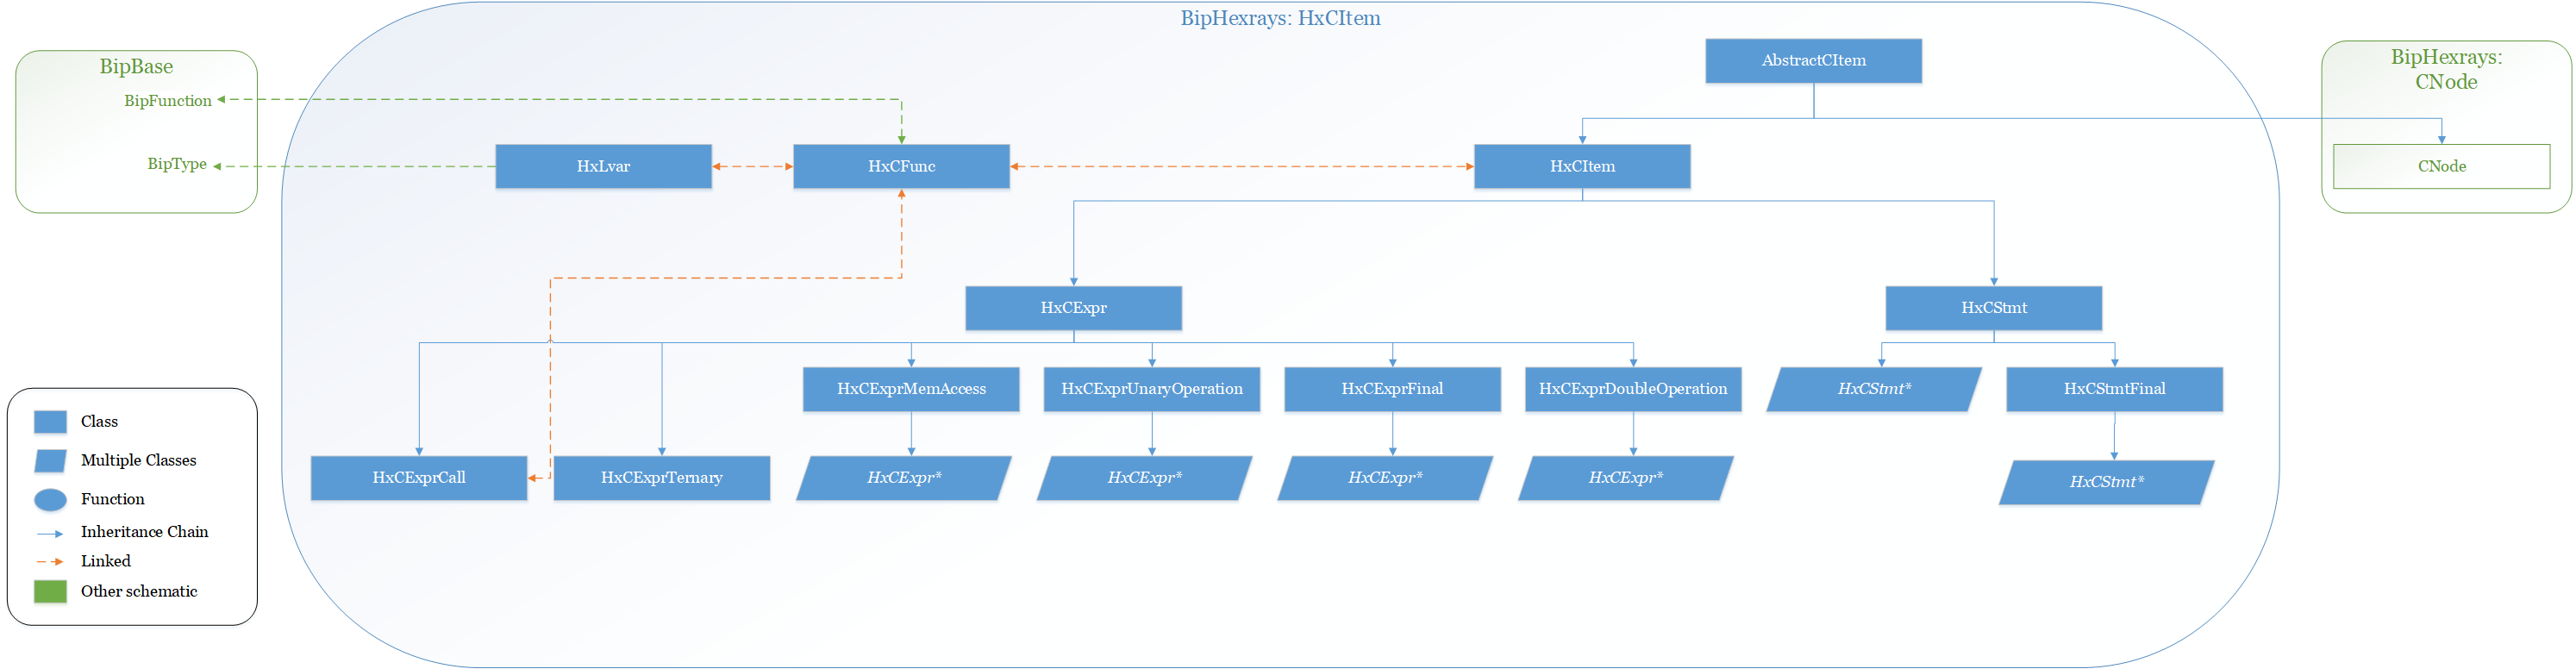 BipHexrays: HxCItem
BipBase
BipFunction
BipType
AbstractCItem
BipHexrays:
CNode
CNode
HxLvar
HxCFunc
HxCItem
HxCExpr
HxCStmt
HxCExprMemAccess
HxCExprUnaryOperation
HxCExprFinal
HxCExprDoubleOperation
HxCStmt*
HxCStmtFinal
HxCExprCall
HxCExprTernary
HxCExpr*
HxCExpr*
HxCExpr*
HxCExpr*
HxCStmt*
Class
Multiple Classes
Function
Inheritance Chain
Linked
Other schematic